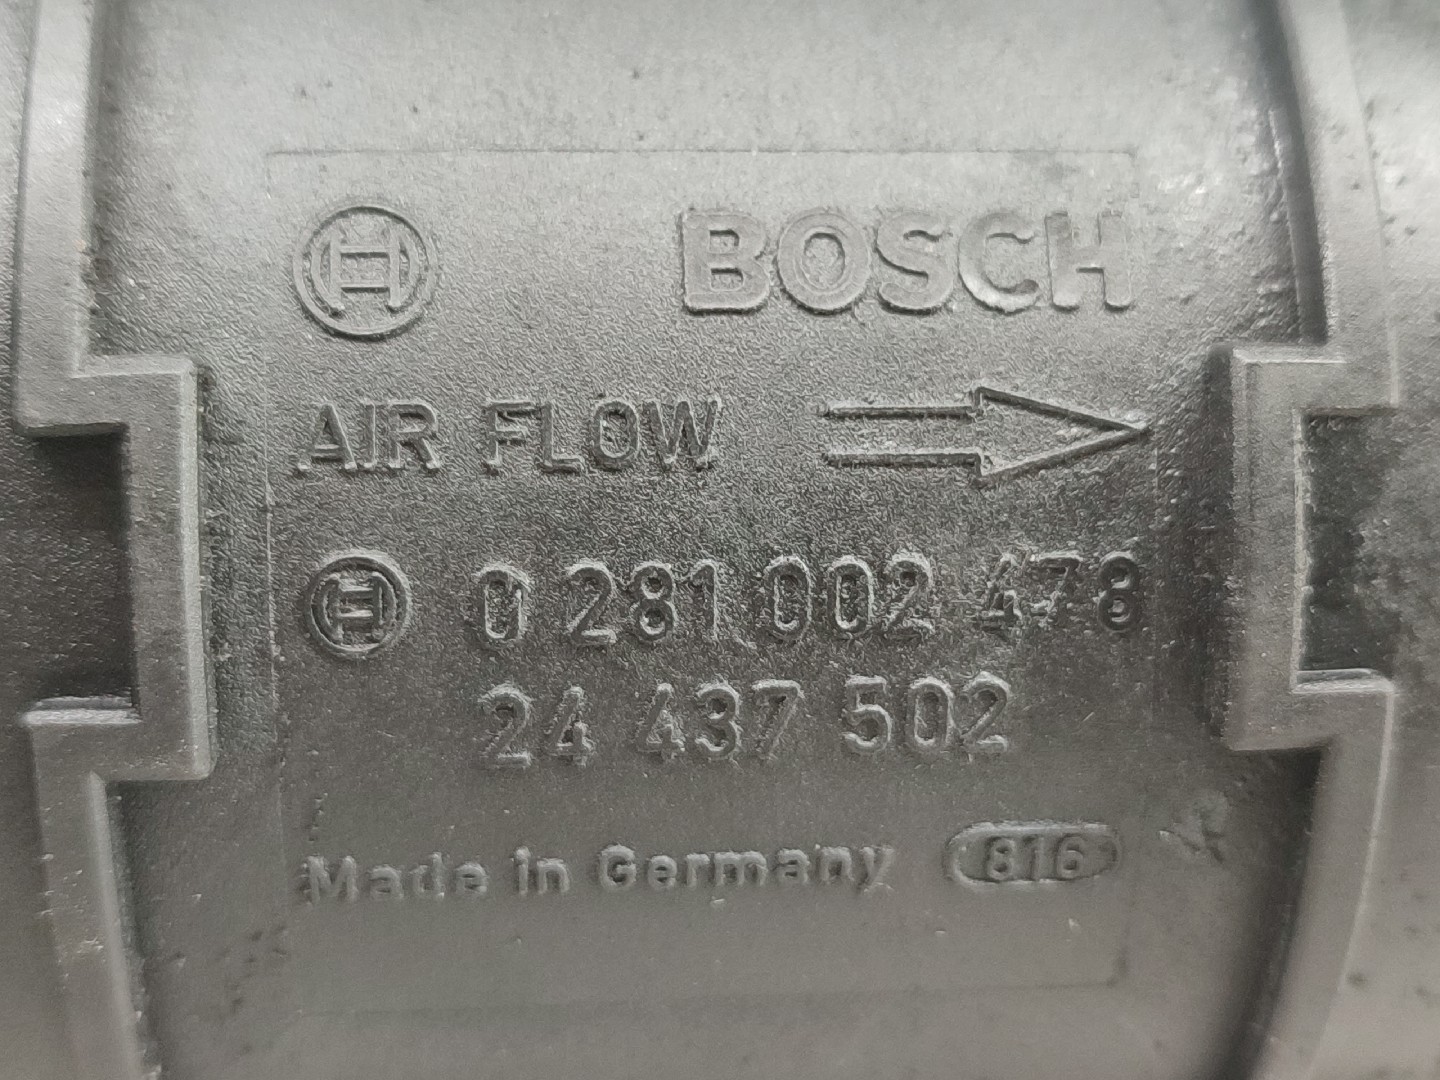 BOSCH
AIR FLOW
0 281 002 478
24 437 502
Made in Germany 816